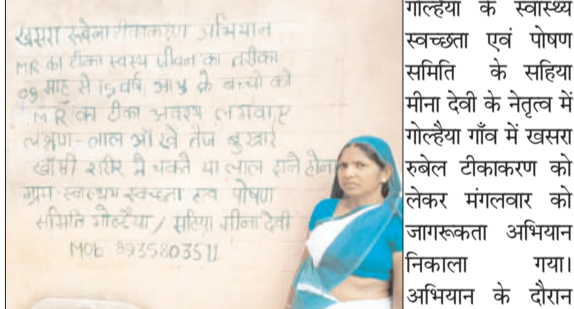 खसरा रूबेला टीकाकरण अभियान
MR का टीका स्वस्थ जीवन का तरीका
09 माह से 15 वर्ष आयु के बच्चो को
MR का टीका अवश्य लगवाए
लक्षण-लाल आँखे तेज बुखार
खाँसी शरीर में चकते या लाल दाने होना
ग्राम-स्वास्थ्य स्वच्छता एवं पोषण
समिति गोल्हैया / सहिया मीना देवी
Mob 8935803511
गोल्हैया के स्वास्थ्य
स्वच्छता एवं पोषण
समिति के सहिया
मीना देवी के नेतृत्व में
गोल्हैया गाँव में खसरा
रुबेल टीकाकरण को
लेकर मंगलवार को
जागरूकता अभियान
निकाला गया।
अभियान के दौरान